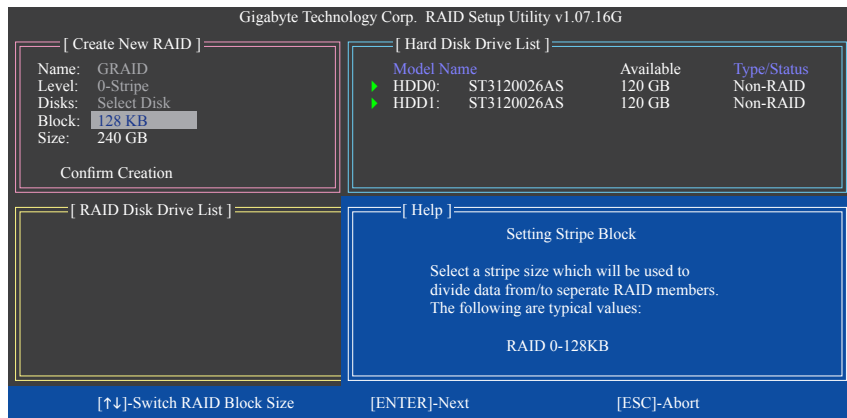 Gigabyte Technology Corp. RAID Setup Utility v1.07.16G
[ Create New RAID ]
Name: GRAID
Level: 0-Stripe
Disks: Select Disk
Block: 128 KB
Size: 240 GB
Confirm Creation
[ Hard Disk Drive List ]
Model Name Available Type/Status
HDD0: ST3120026AS 120 GB Non-RAID
HDD1: ST3120026AS 120 GB Non-RAID
[ RAID Disk Drive List ]
[ Help ]
Setting Stripe Block
Select a stripe size which will be used to
divide data from/to seperate RAID members.
The following are typical values:
RAID 0-128KB
[↑↓]-Switch RAID Block Size [ENTER]-Next [ESC]-Abort